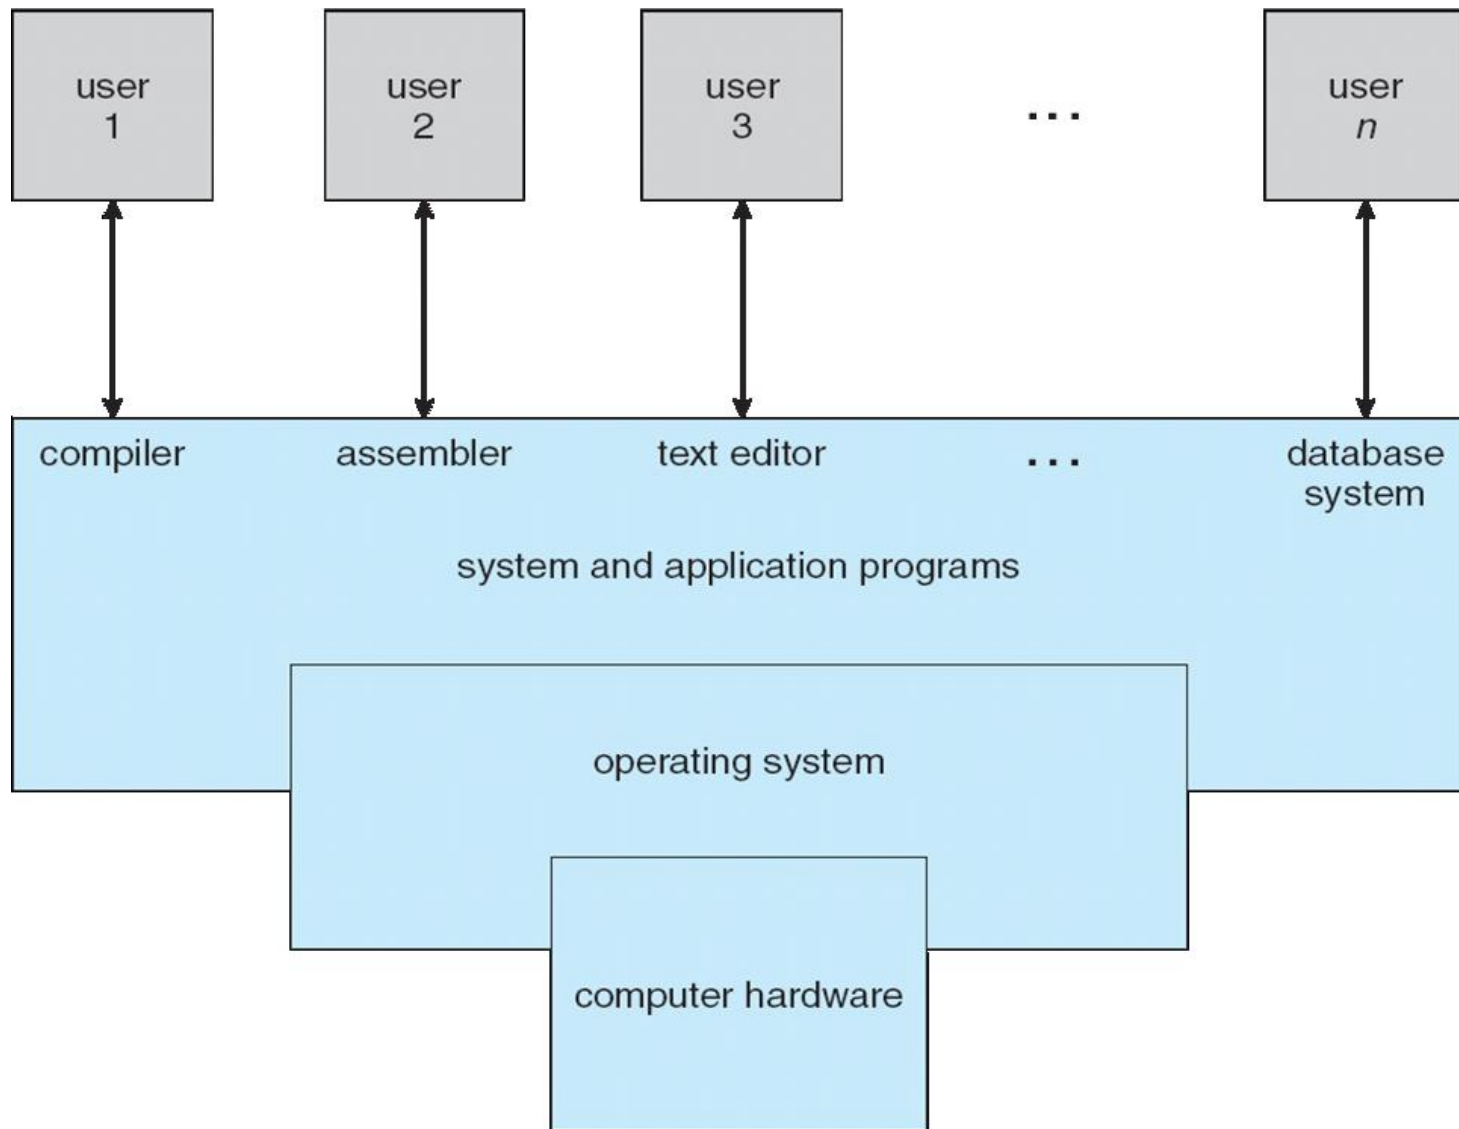 user
1
user
2
user
3
...
user
n
compiler
assembler
text editor
...
database
system
system and application programs
operating system
computer hardware